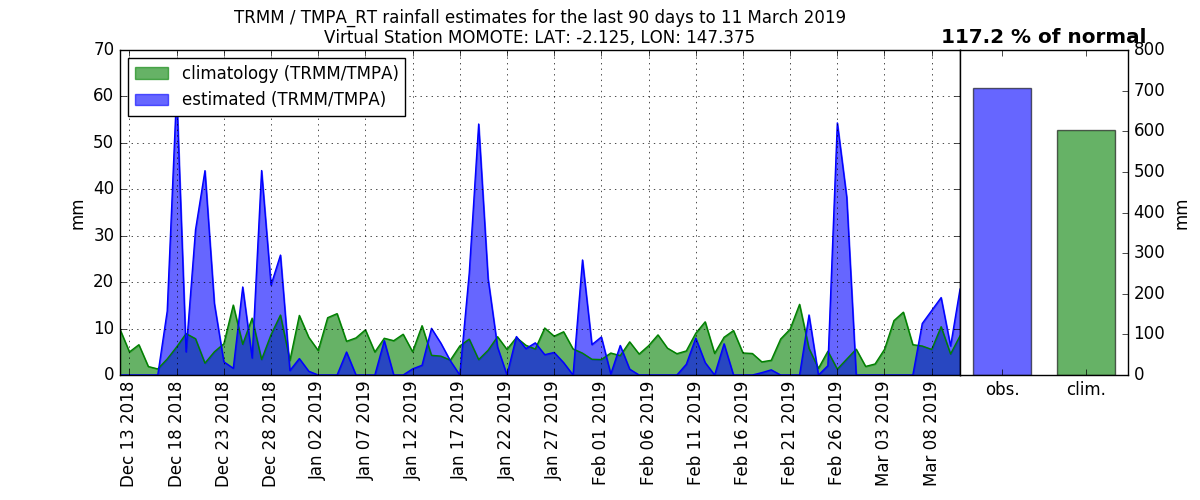 TRMM / TMPA_RT rainfall estimates for the last 90 days to 11 March 2019
Virtual Station MOMOTE: LAT: -2.125, LON: 147.375
117.2 % of normal
climatology (TRMM/TMPA)
estimated (TRMM/TMPA)
70
60
50
40
30
20
10
0
mm
Dec 13 2018
Dec 18 2018
Dec 23 2018
Dec 28 2018
Jan 02 2019
Jan 07 2019
Jan 12 2019
Jan 17 2019
Jan 22 2019
Jan 27 2019
Feb 01 2019
Feb 06 2019
Feb 11 2019
Feb 16 2019
Feb 21 2019
Feb 26 2019
Mar 03 2019
Mar 08 2019
obs.
clim.
800
700
600
500
400
300
200
100
0
mm